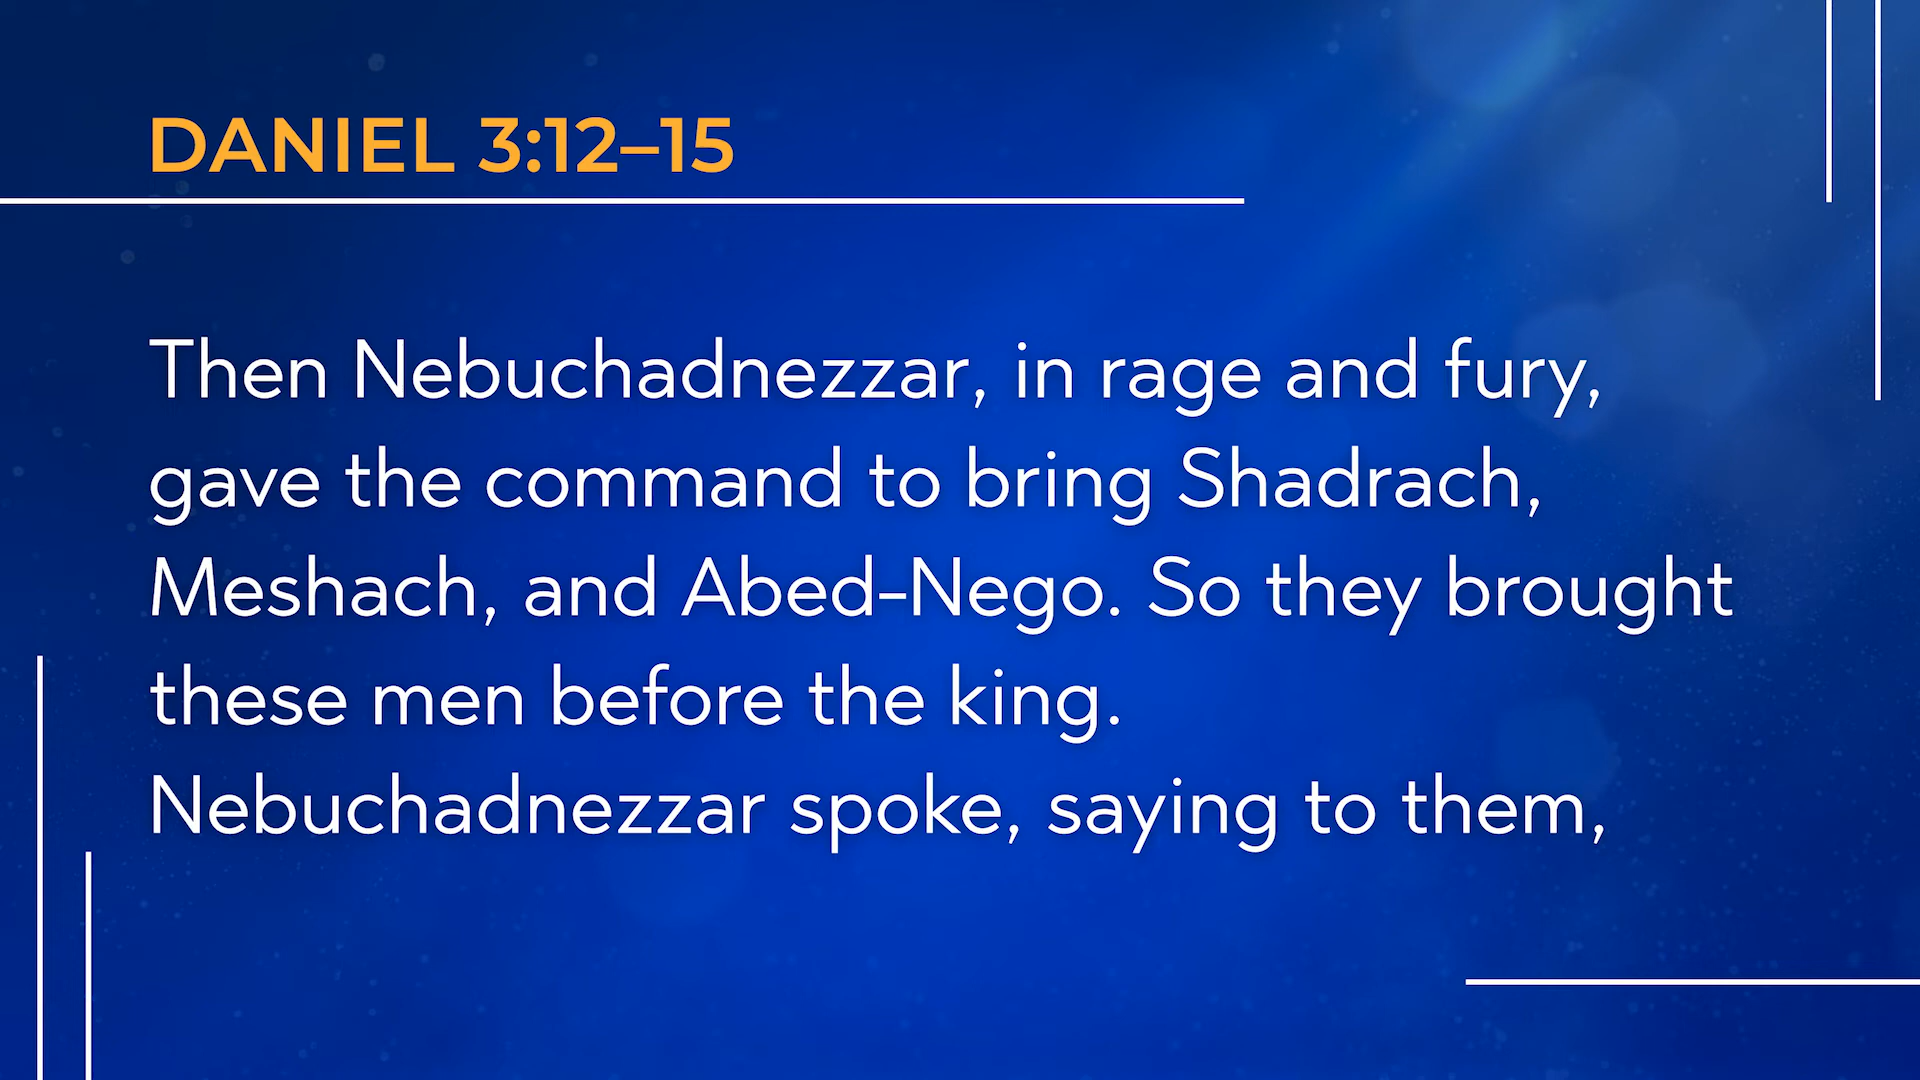 DANIEL 3:12–15
Then Nebuchadnezzar, in rage and fury,
gave the command to bring Shadrach,
Meshach, and Abed-Nego. So they brought
these men before the king.
Nebuchadnezzar spoke, saying to them,